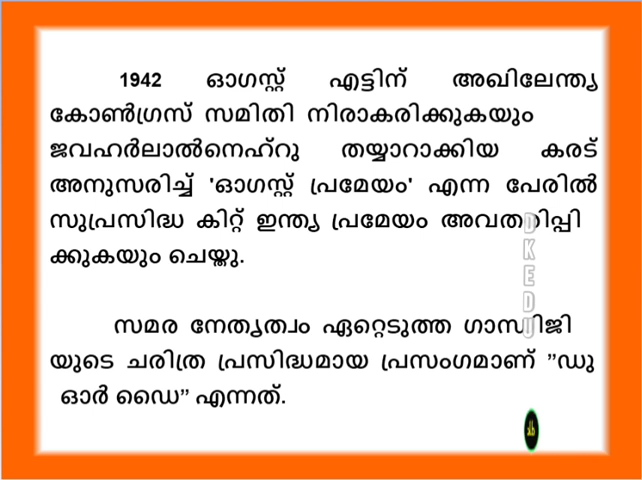 1942 ഓഗസ്റ്റ് എട്ടിന് അഖിലേന്ത്യ
കോൺഗ്രസ് സമിതി നിരാകരിക്കുകയും
ജവഹർലാൽനെഹ്റു തയ്യാറാക്കിയ കരട്
അനുസരിച്ച് 'ഓഗസ്റ്റ് പ്രമേയം' എന്ന പേരിൽ
സുപ്രസിദ്ധ കിറ്റ് ഇന്ത്യ പ്രമേയം അവതരിപ്പി
ക്കുകയും ചെയ്തു.
സമര നേതൃത്വം ഏറ്റെടുത്ത ഗാന്ധിജി
യുടെ ചരിത്ര പ്രസിദ്ധമായ പ്രസംഗമാണ് ”ഡു
ഓർ ഡൈ” എന്നത്.
DKEDU